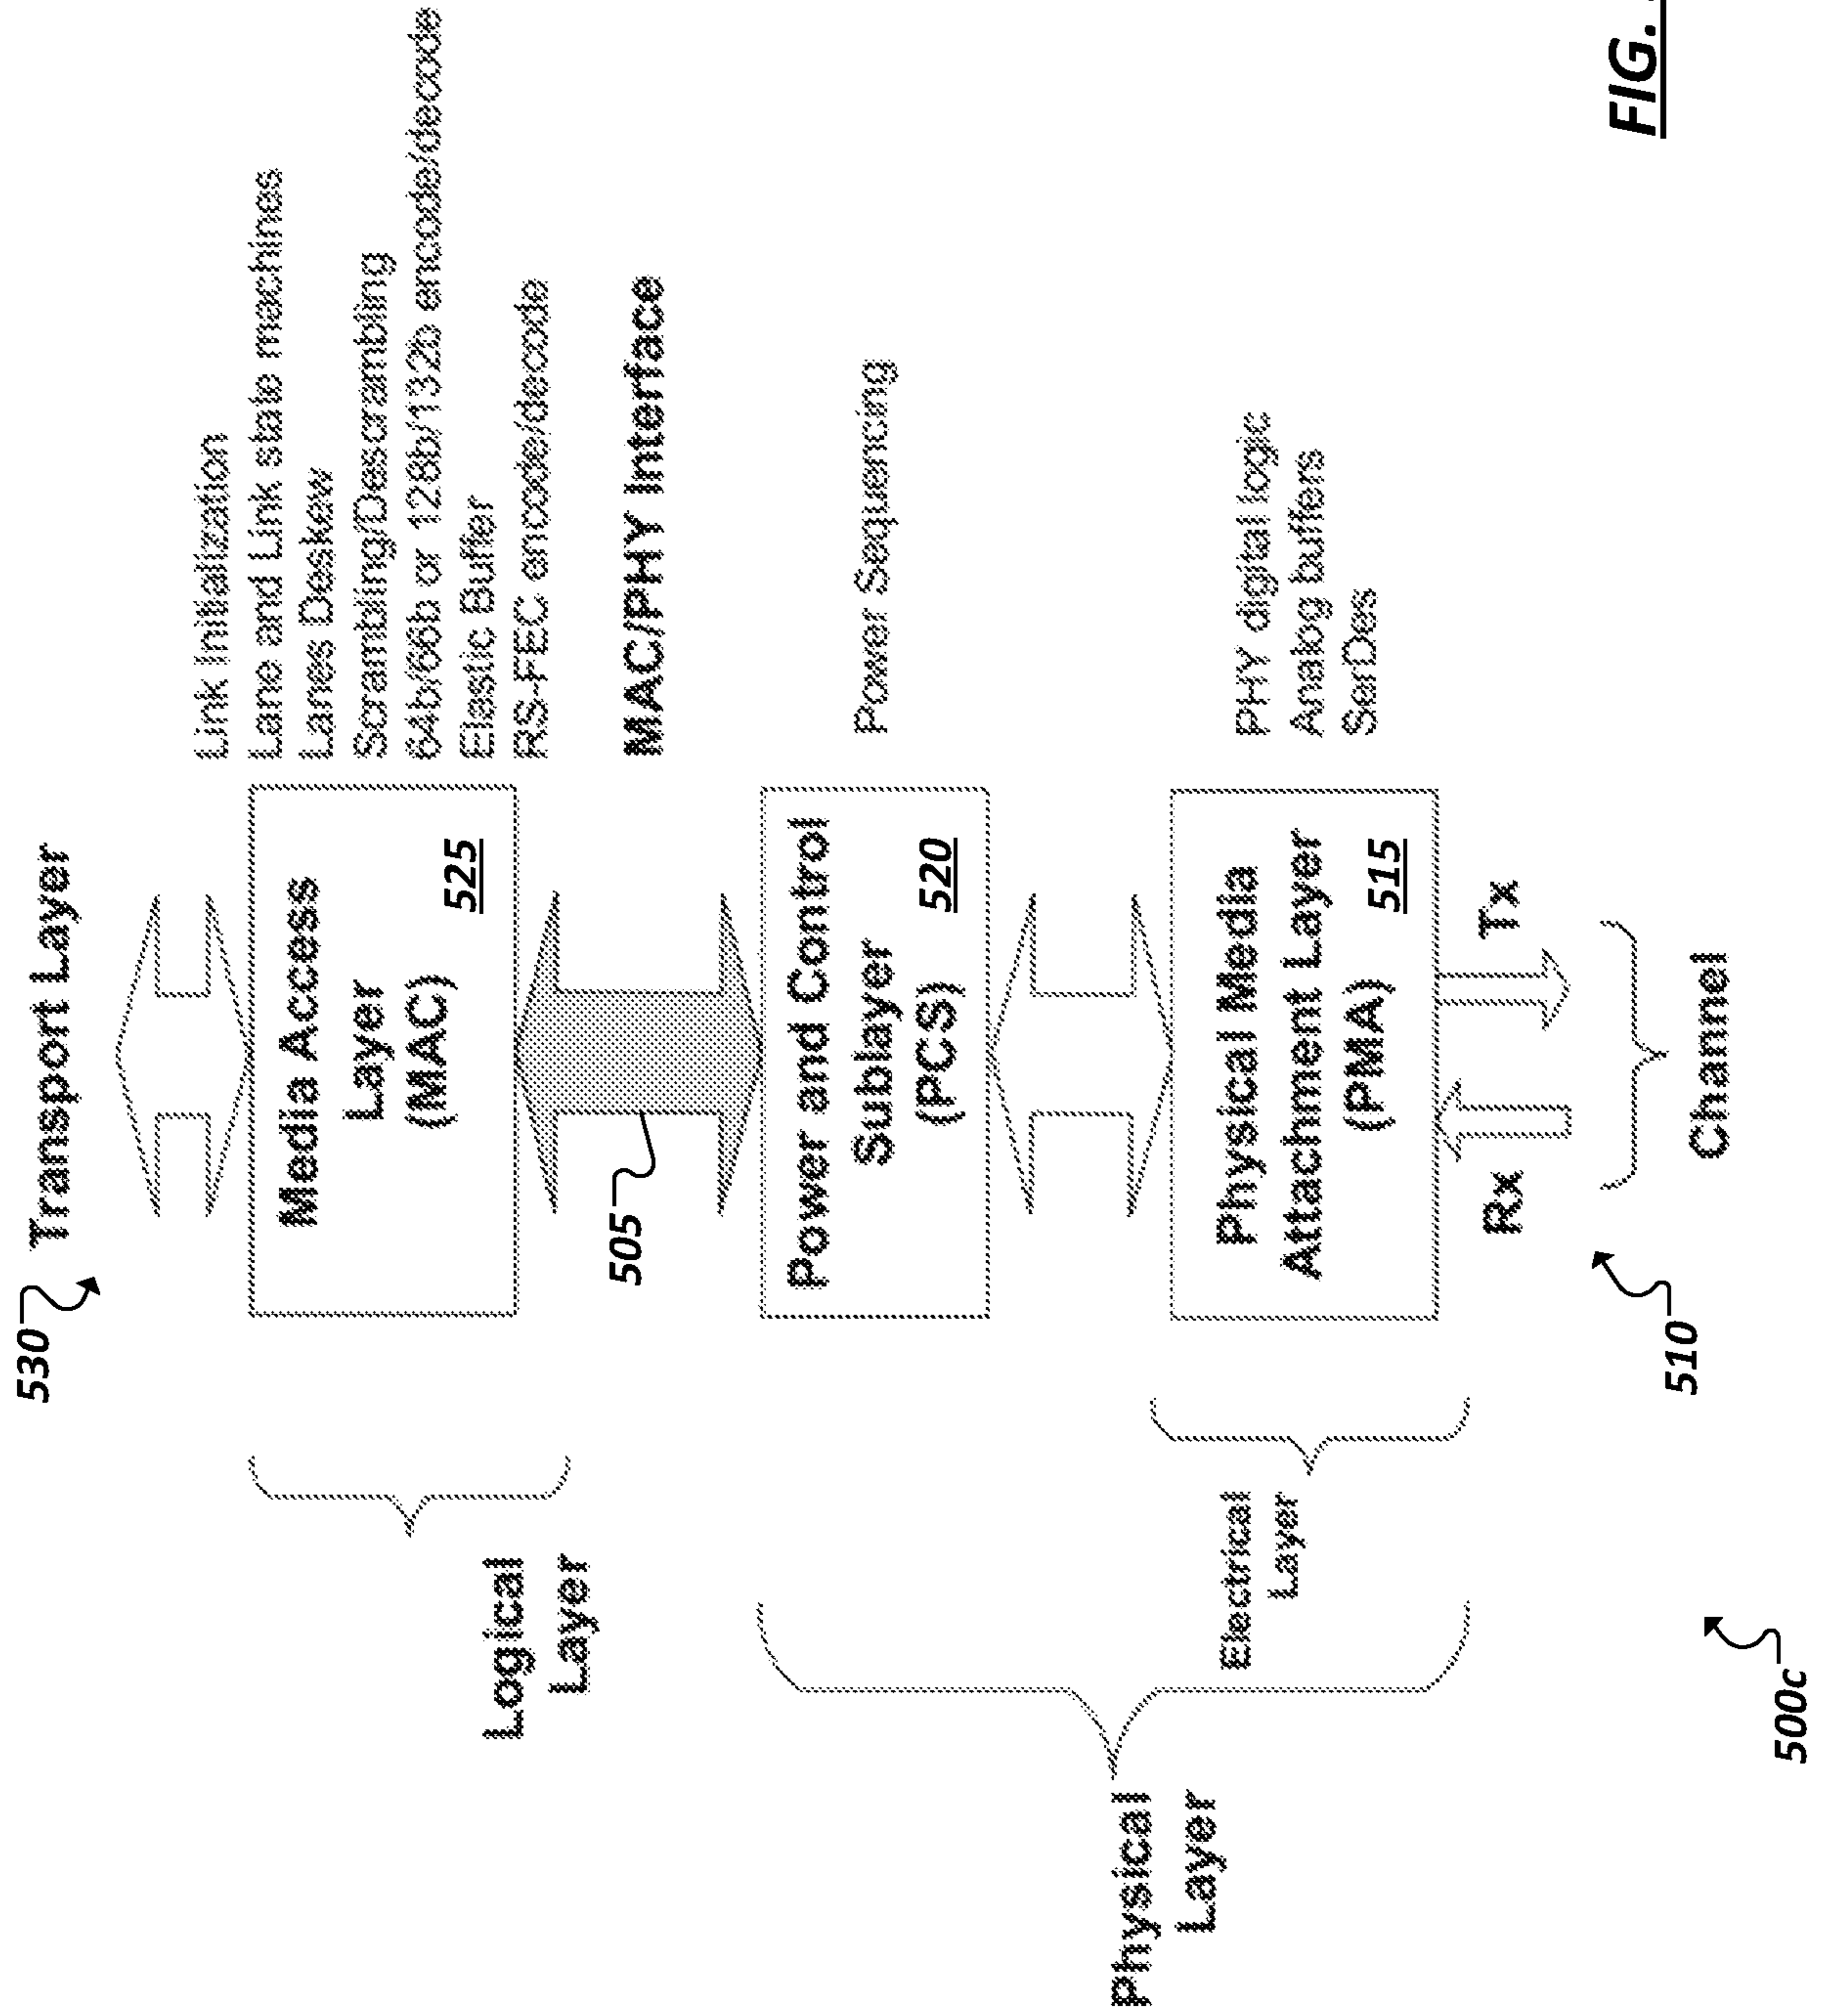 530
Transport Layer
Link Initialization
Lane and Link state machines
Lanes Deskew
Scrambling/Descrambling
64b/66b or 128b/132b encode/decode
Elastic Buffer
RS-FEC encode/decode
Logical
Layer
Media Access
Layer
(MAC)
525
505
MAC/PHY Interface
Physical
Layer
Power and Control
Sublayer
(PCS)
520
Power Sequencing
Electrical
Layer
Physical Media
Attachment Layer
(PMA)
515
PHY digital logic
Analog buffers
SerDes
Rx
Tx
510
Channel
500c
FIG.